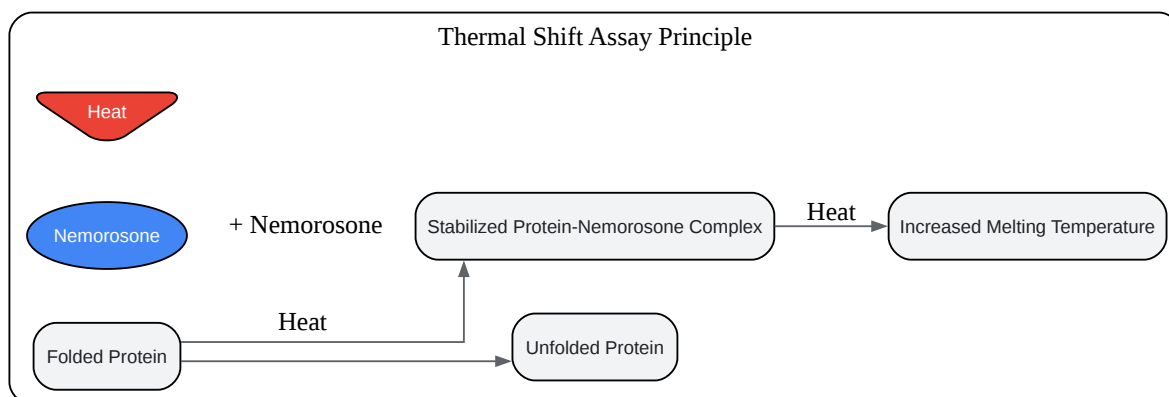 Thermal Shift Assay Principle
Heat
Nemorosone
+ Nemorosone
Stabilized Protein-Nemorosone Complex
Heat
Increased Melting Temperature
Folded Protein
Heat
Unfolded Protein